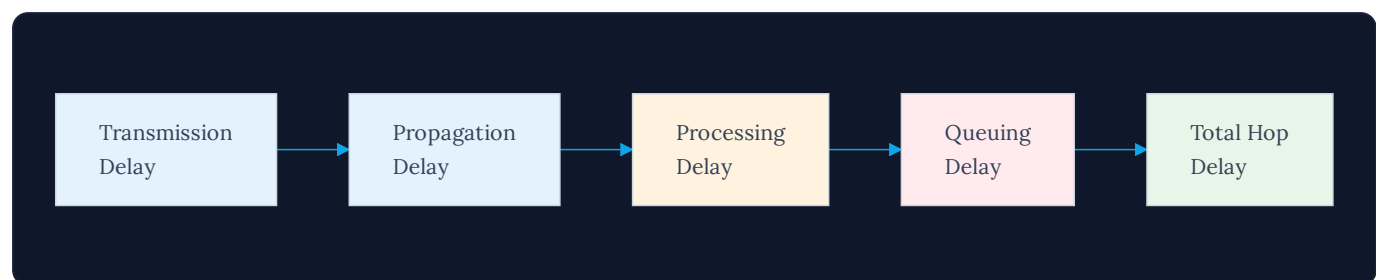 Transmission
Delay
Propagation
Delay
Processing
Delay
Queuing
Delay
Total Hop
Delay